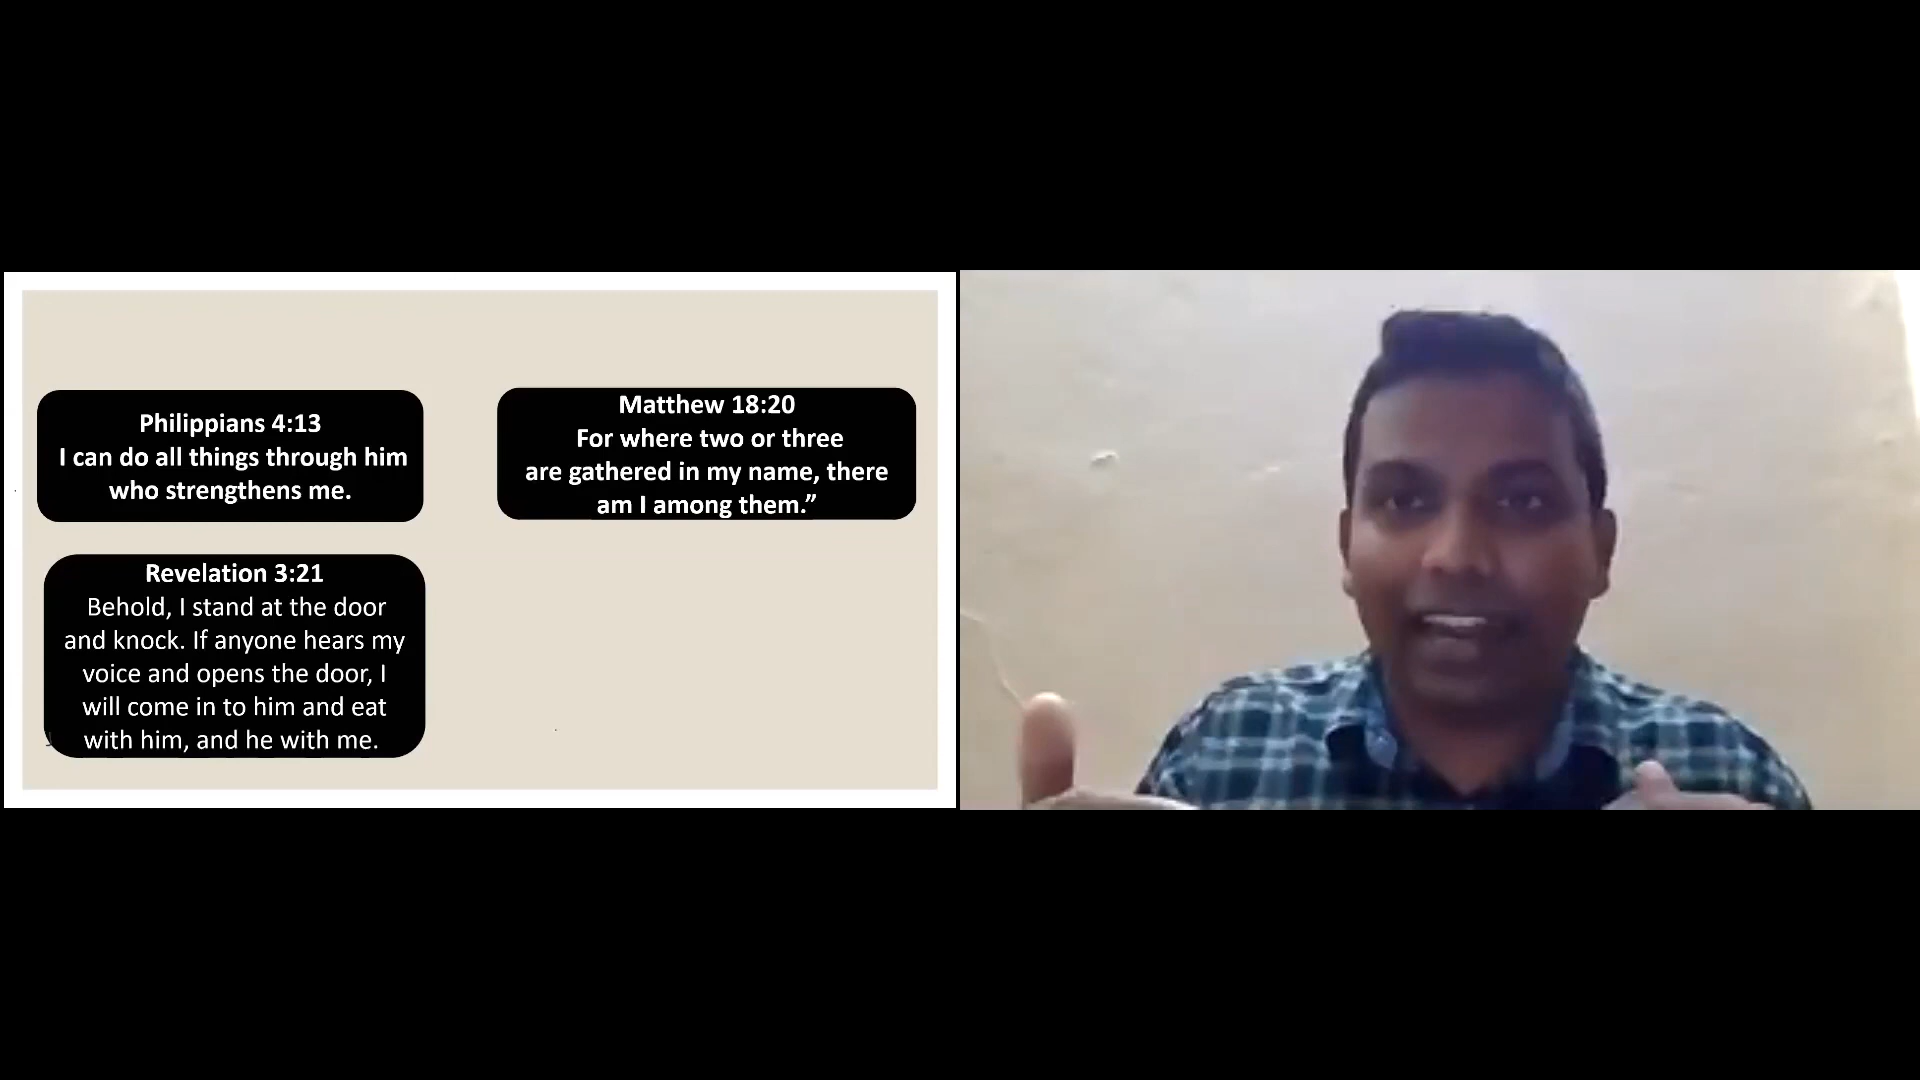 Philippians 4:13
I can do all things through him
who strengthens me.
Matthew 18:20
For where two or three
are gathered in my name, there
am I among them.”
Revelation 3:21
Behold, I stand at the door
and knock. If anyone hears my
voice and opens the door, I
will come in to him and eat
with him, and he with me.